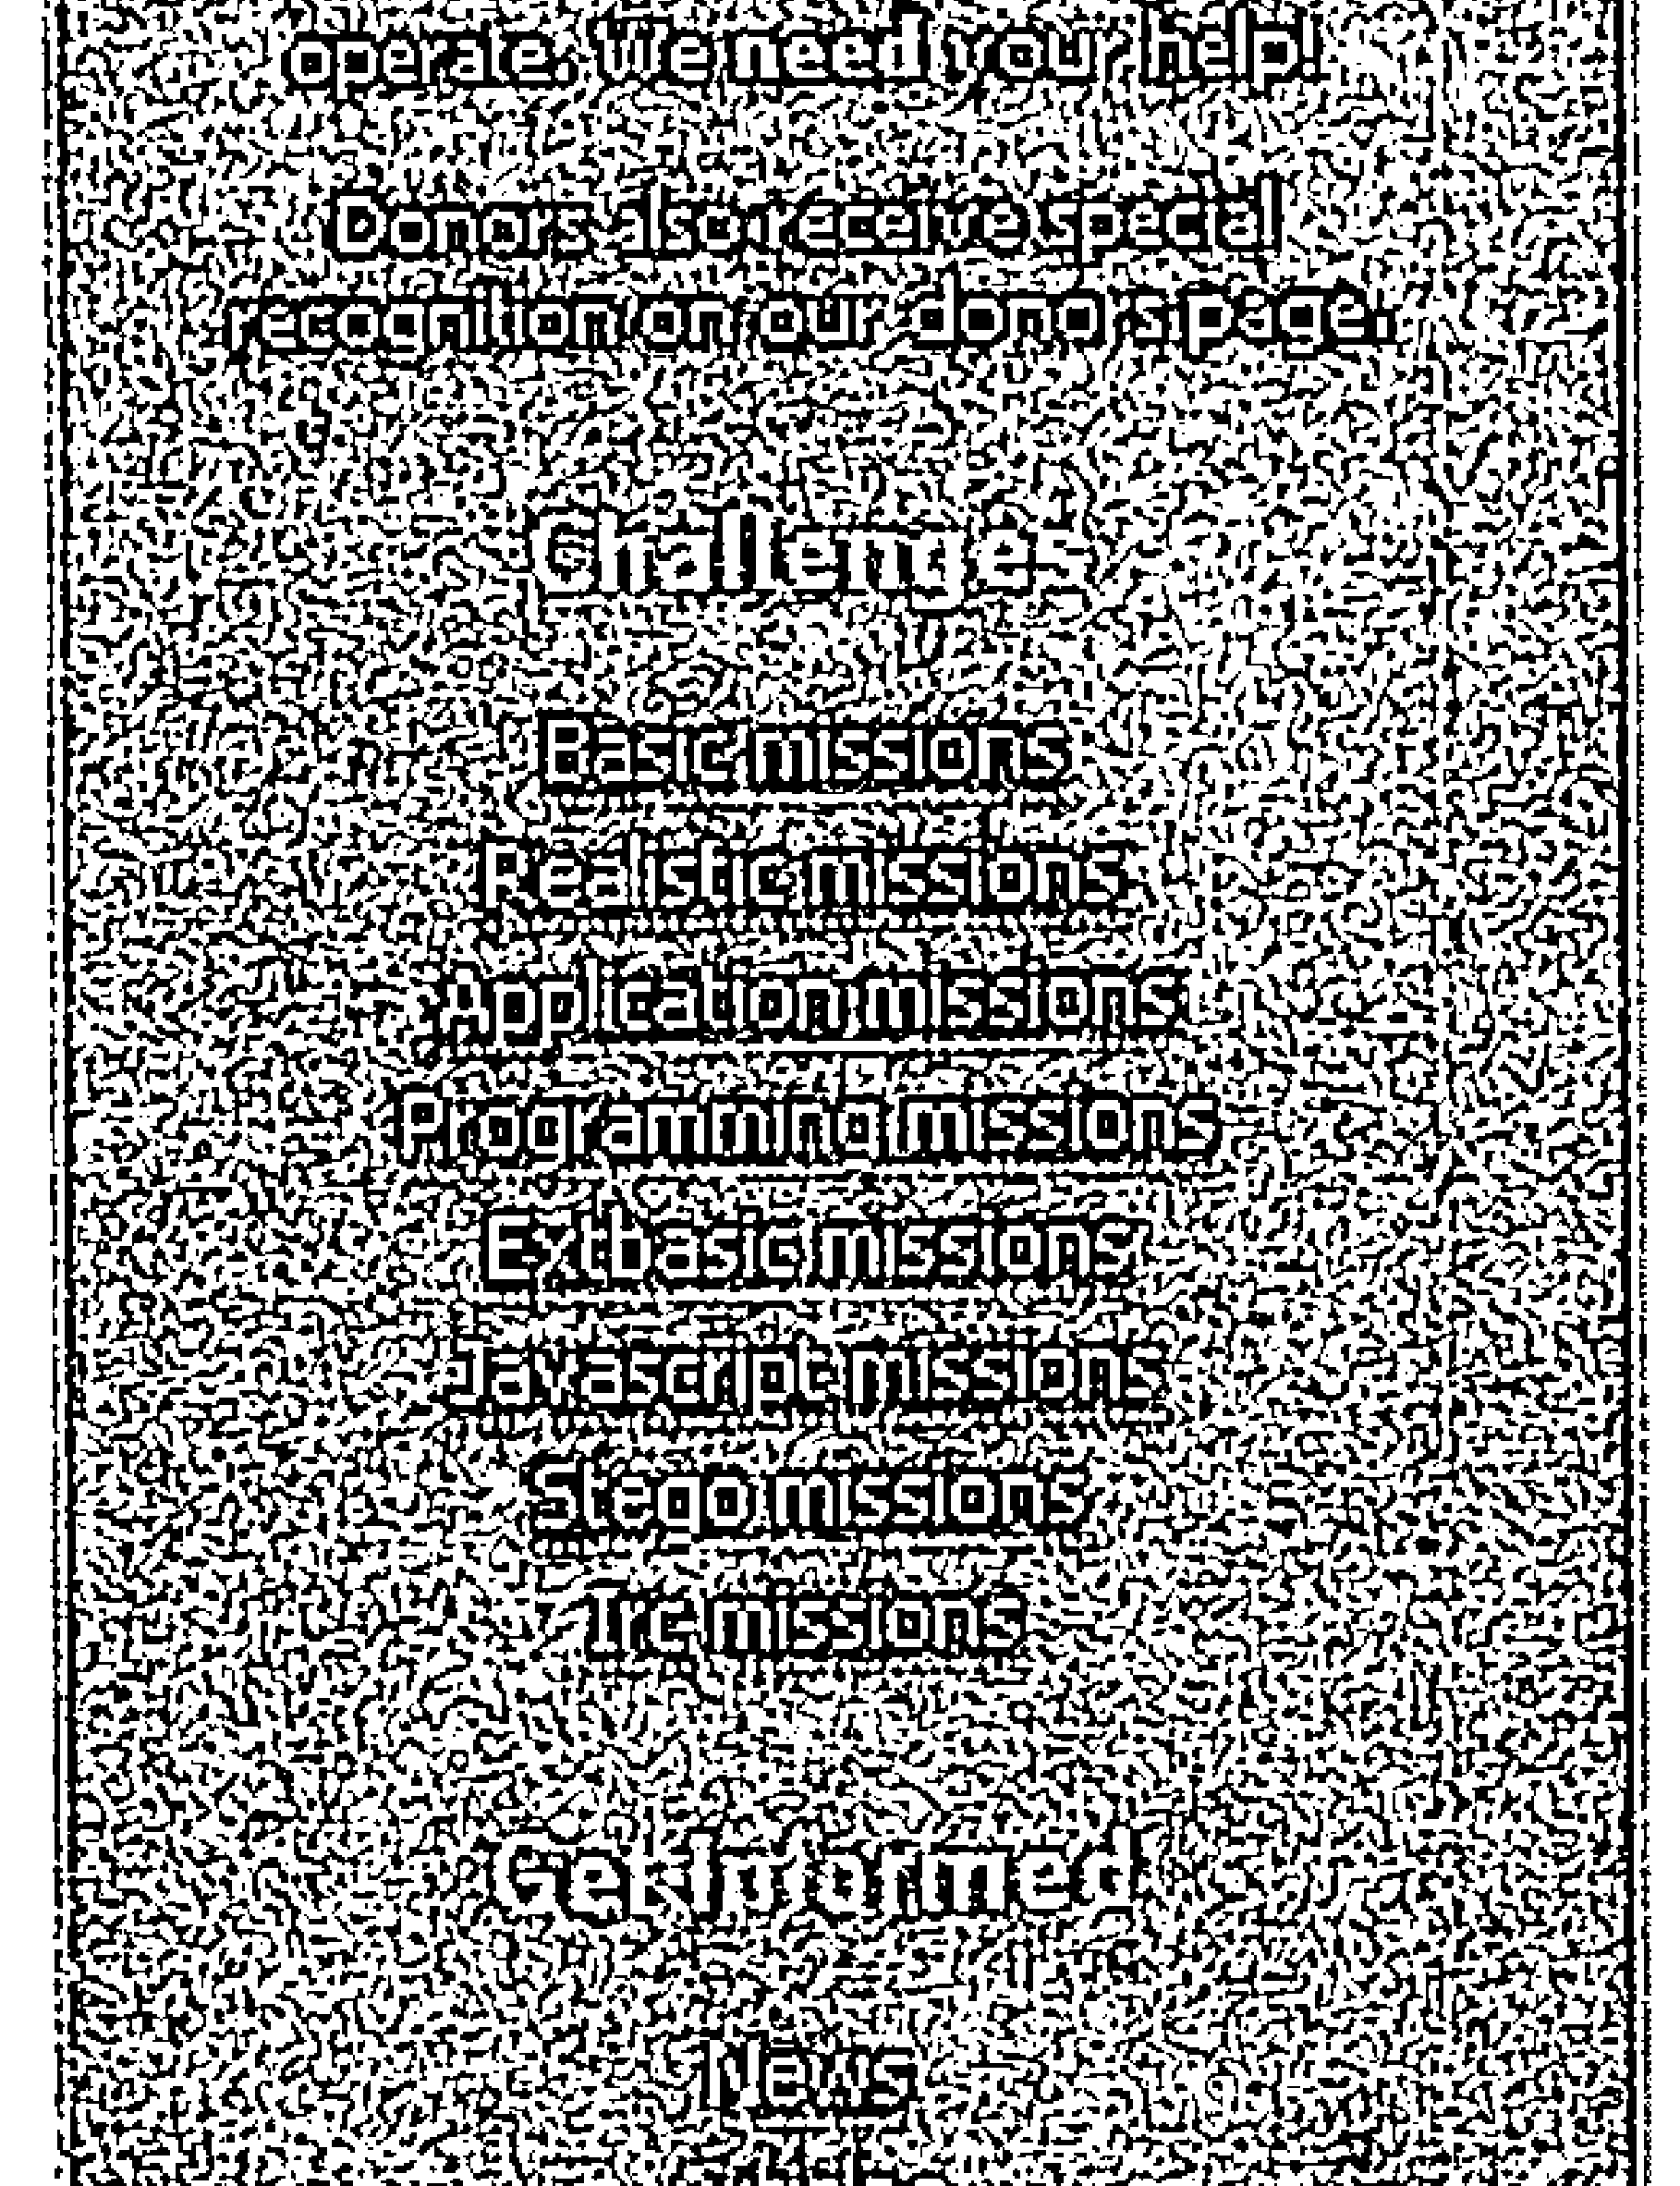 operate. We need your help!
Donors also receive special
recognition on our donors page.
Challenges
Basic missions
Realistic missions
Application missions
Programming missions
Extbasic missions
Javascript missions
Stego missions
Irc missions
Get Informed
News